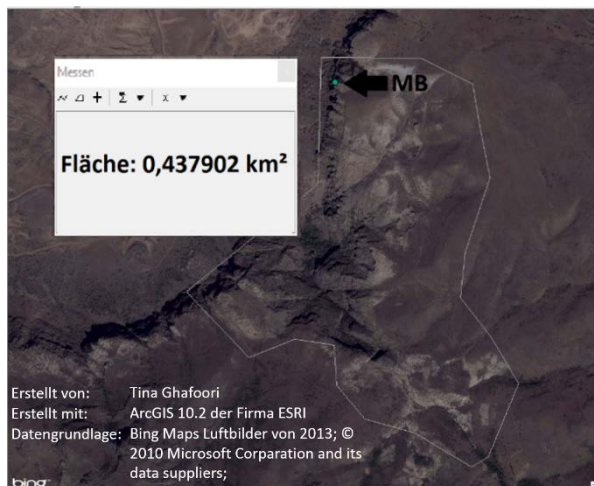 Messen
Fläche: 0,437902 km²
MB
Erstellt von: Tina Ghafoori
Erstellt mit: ArcGIS 10.2 der Firma ESRI
Datengrundlage: Bing Maps Luftbilder von 2013; ©
2010 Microsoft Corparation and its
data suppliers;
bing